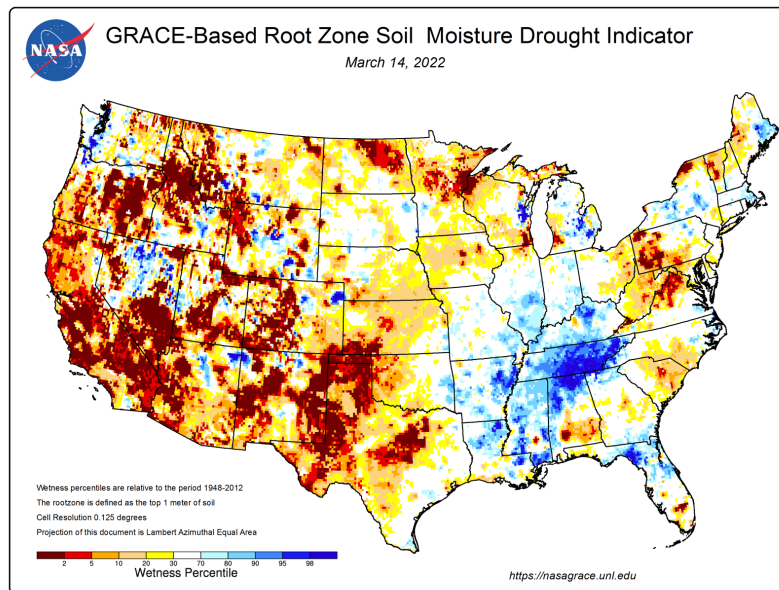 NASA
GRACE-Based Root Zone Soil Moisture Drought Indicator
March 14, 2022
Wetness percentiles are relative to the period 1948-2012
The rootzone is defined as the top 1 meter of soil
Cell Resolution 0.125 degrees
Projection of this document is Lambert Azimuthal Equal Area
2 5 10 20 30 70 80 90 95 98
Wetness Percentile
https://nasagrace.unl.edu